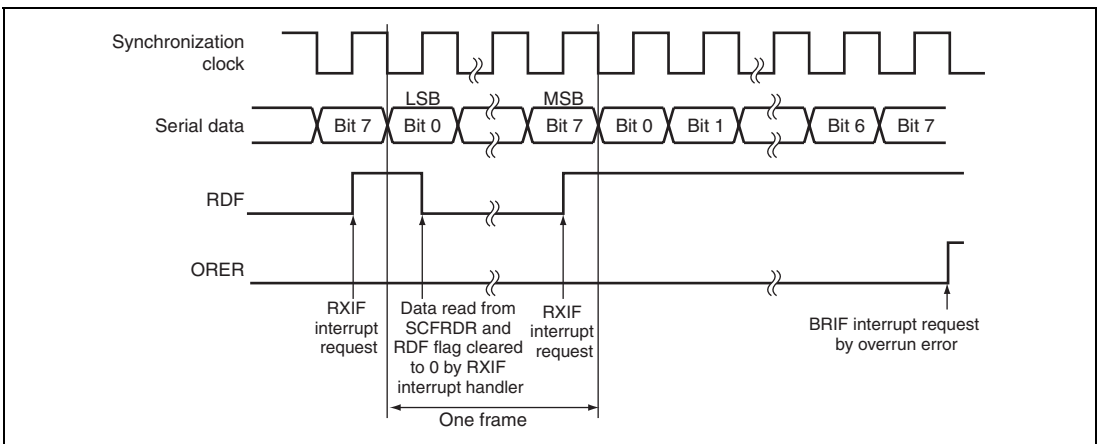 Synchronization
clock
LSB
MSB
Serial data
Bit 7
Bit 0
Bit 7
Bit 0
Bit 1
Bit 6
Bit 7
RDF
ORER
RXIF
interrupt
request
Data read from
SCFRDR and
RDF flag cleared
to 0 by RXIF
interrupt handler
RXIF
interrupt
request
BRIF interrupt request
by overrun error
One frame